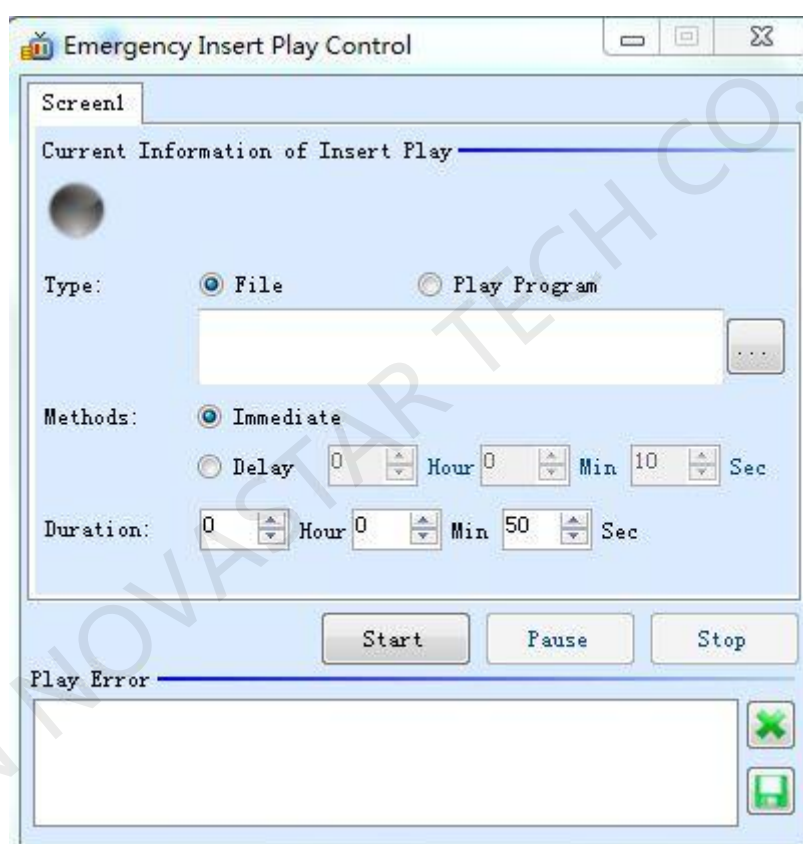 Emergency Insert Play Control
Screen1
Current Information of Insert Play
Type: File Play Program
...
Methods: Immediate
Delay 0 Hour 0 Min 10 Sec
Duration: 0 Hour 0 Min 50 Sec
Start Pause Stop
Play Error
NOVASTAR TECH CO.